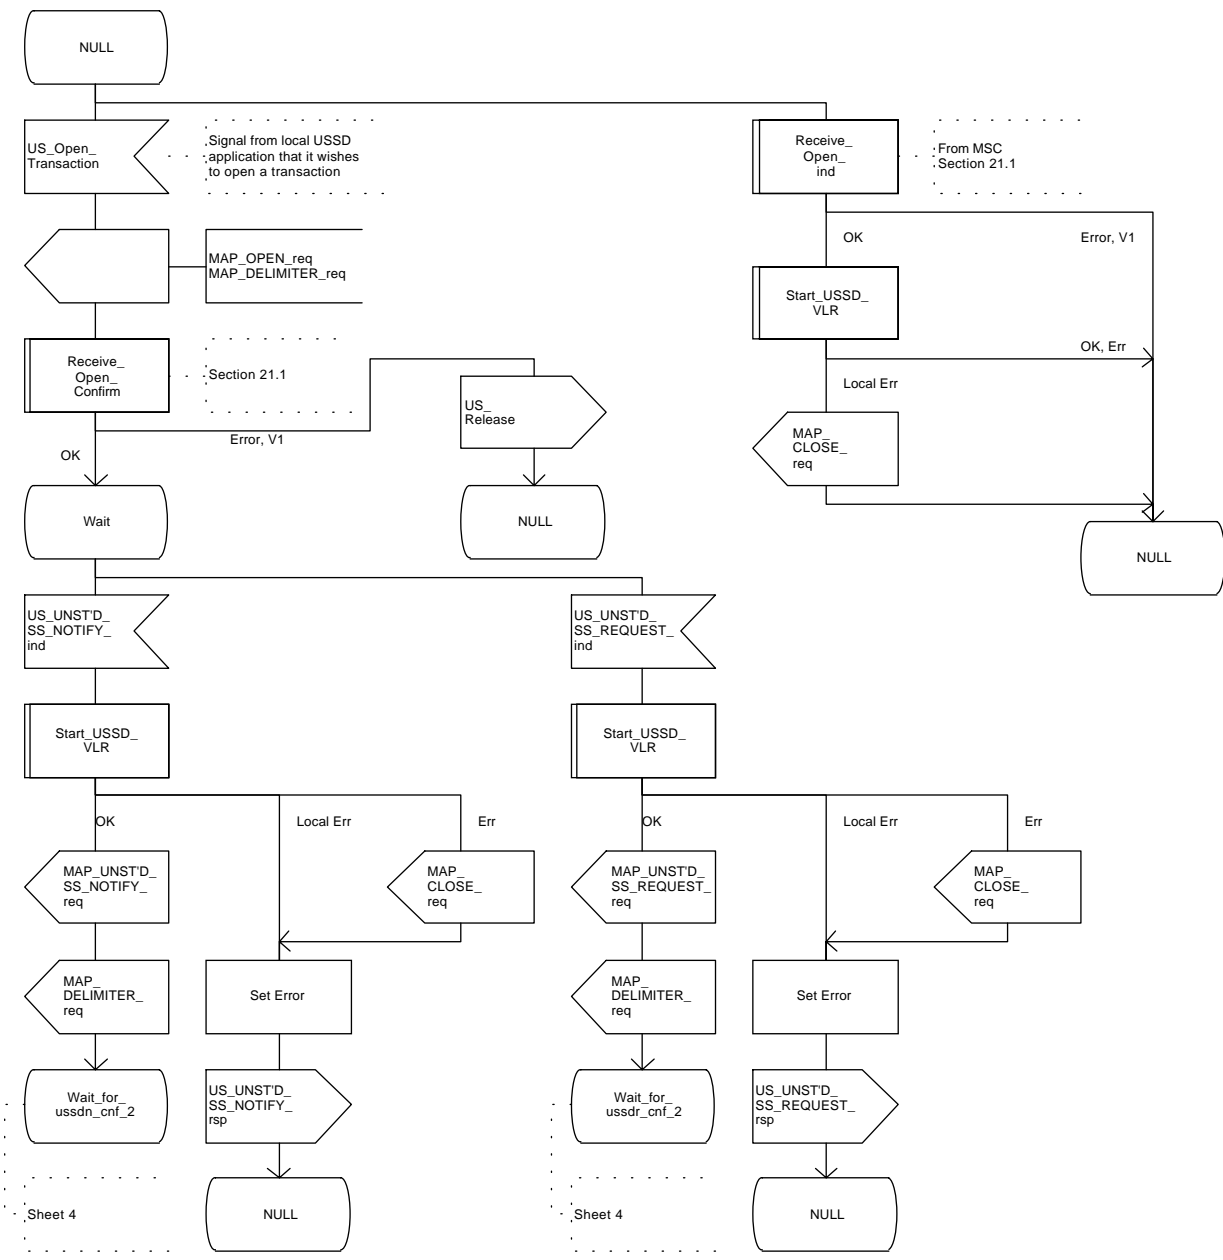 NULL
US_Open_
Transaction
Signal from local USSD
application that it wishes
to open a transaction
Receive_
Open_
ind
From MSC
Section 21.1
OK
Error, V1
MAP_OPEN_req
MAP_DELIMITER_req
Start_USSD_
VLR
OK, Err
Local Err
Receive_
Open_
Confirm
Section 21.1
US_
Release
Error, V1
OK
MAP_
CLOSE_
req
Wait
NULL
NULL
US_UNST'D_
SS_NOTIFY_
ind
US_UNST'D_
SS_REQUEST_
ind
Start_USSD_
VLR
Start_USSD_
VLR
OK
Local Err
Err
OK
Local Err
Err
MAP_UNST'D_
SS_NOTIFY_
req
MAP_
CLOSE_
req
MAP_UNST'D_
SS_REQUEST_
req
MAP_
CLOSE_
req
MAP_
DELIMITER_
req
Set Error
MAP_
DELIMITER_
req
Set Error
Wait_for_
ussdn_cnf_2
US_UNST'D_
SS_NOTIFY_
rsp
Wait_for_
ussdr_cnf_2
US_UNST'D_
SS_REQUEST_
rsp
Sheet 4
NULL
Sheet 4
NULL